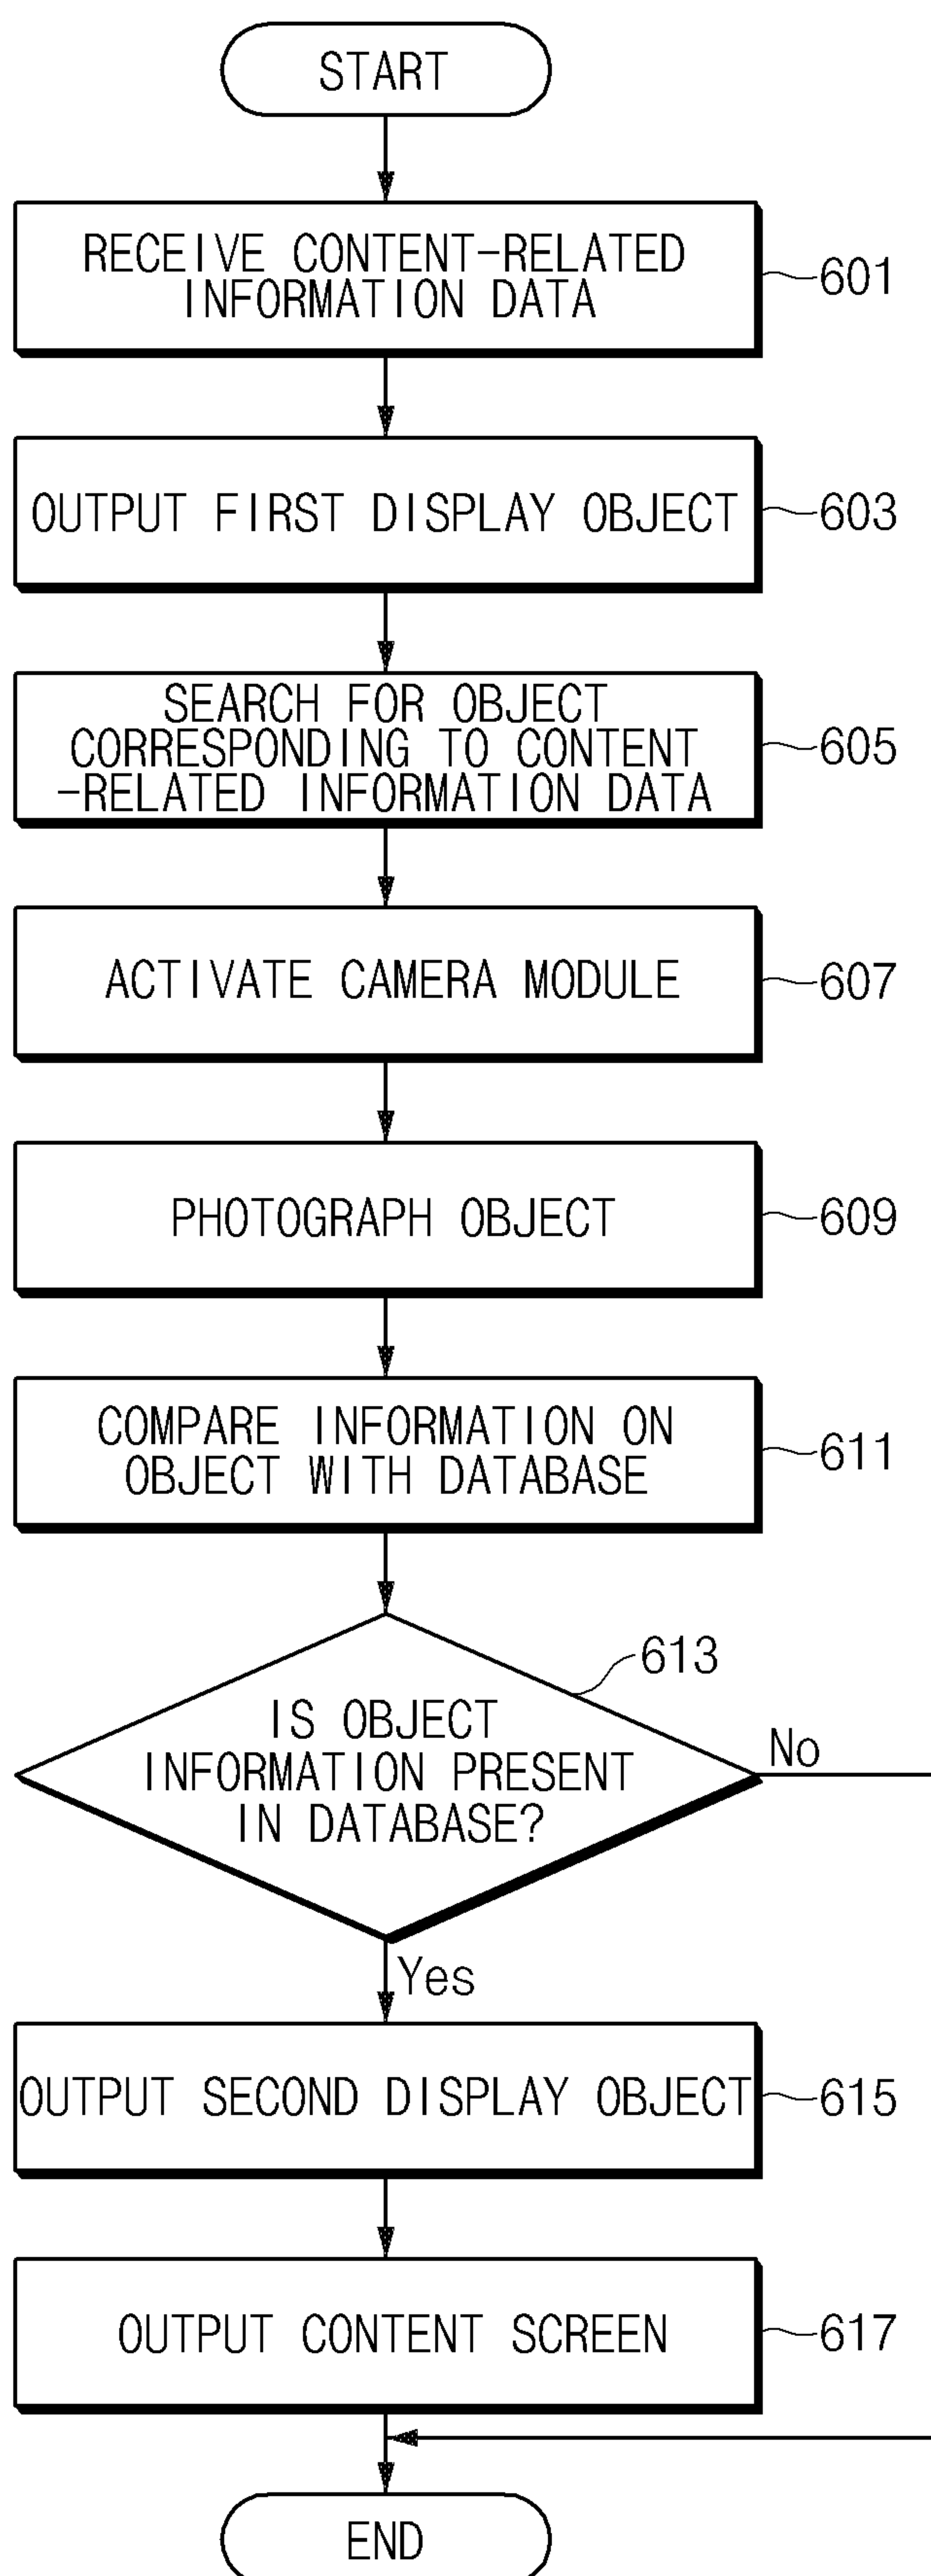 START
RECEIVE CONTENT-RELATED
INFORMATION DATA
601
OUTPUT FIRST DISPLAY OBJECT
603
SEARCH FOR OBJECT
CORRESPONDING TO CONTENT
-RELATED INFORMATION DATA
605
ACTIVATE CAMERA MODULE
607
PHOTOGRAPH OBJECT
609
COMPARE INFORMATION ON
OBJECT WITH DATABASE
611
613
IS OBJECT
INFORMATION PRESENT
IN DATABASE?
No
Yes
OUTPUT SECOND DISPLAY OBJECT
615
OUTPUT CONTENT SCREEN
617
END